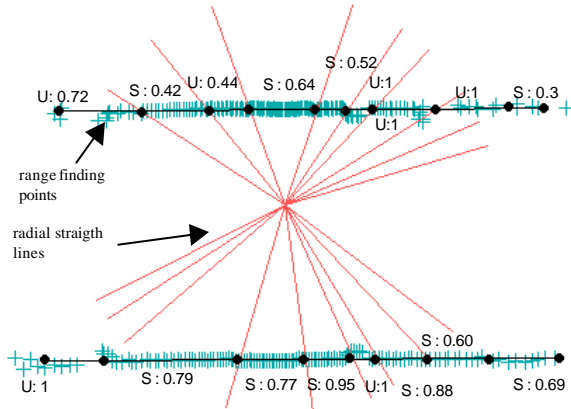 S : 0.52
U: 0.72
S : 0.42
U: 0.44
S : 0.64
U:1
U:1
S : 0.3
U:1
range finding
points
radial straigth
lines
S : 0.60
U: 1
S : 0.79
S : 0.77
S : 0.95
U:1
S : 0.88
S : 0.69